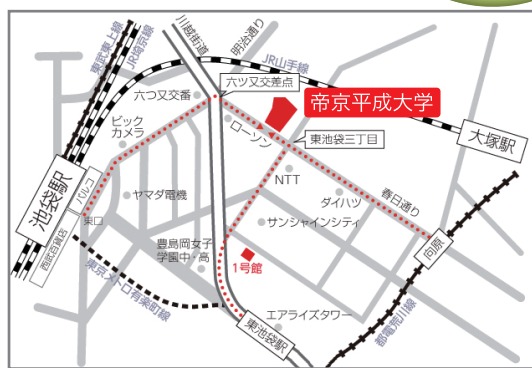 東武東上線
JR埼京線
川越街道
明治通り
JR山手線
六つ又交番
六ツ又交差点
帝京平成大学
大塚駅
ビック
カメラ
ローソン
東池袋三丁目
池袋駅
パルコ
東口
西武百貨店
ヤマダ電機
NTT
ダイハツ
春日通り
サンシャインシティ
向原
豊島岡女子
学園中・高
1号館
東京メトロ有楽町線
エアライズタワー
東池袋駅
都電荒川線